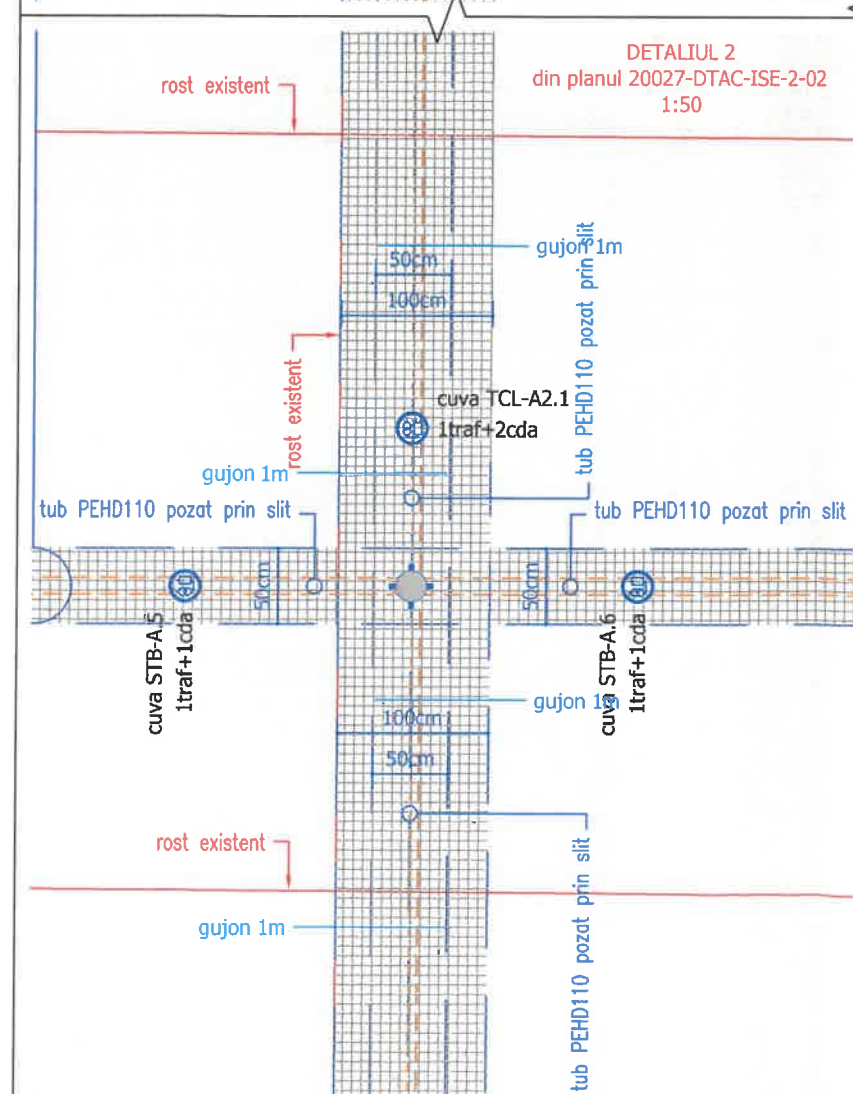 DETALIUL 2
din planul 20027-DTAC-ISE-2-02
1:50
rost existent
gujon 1m
50cm
100cm
tub PEHD110 pozat prin slit
rost existent
cuva TCL-A2.1
1traf+2cda
gujon 1m
tub PEHD110 pozat prin slit
tub PEHD110 pozat prin slit
50cm
50cm
cuva STB-A.5
1traf+1cda
cuva STB-A.6
1traf+1cda
gujon 1m
100cm
50cm
rost existent
tub PEHD110 pozat prin slit
gujon 1m